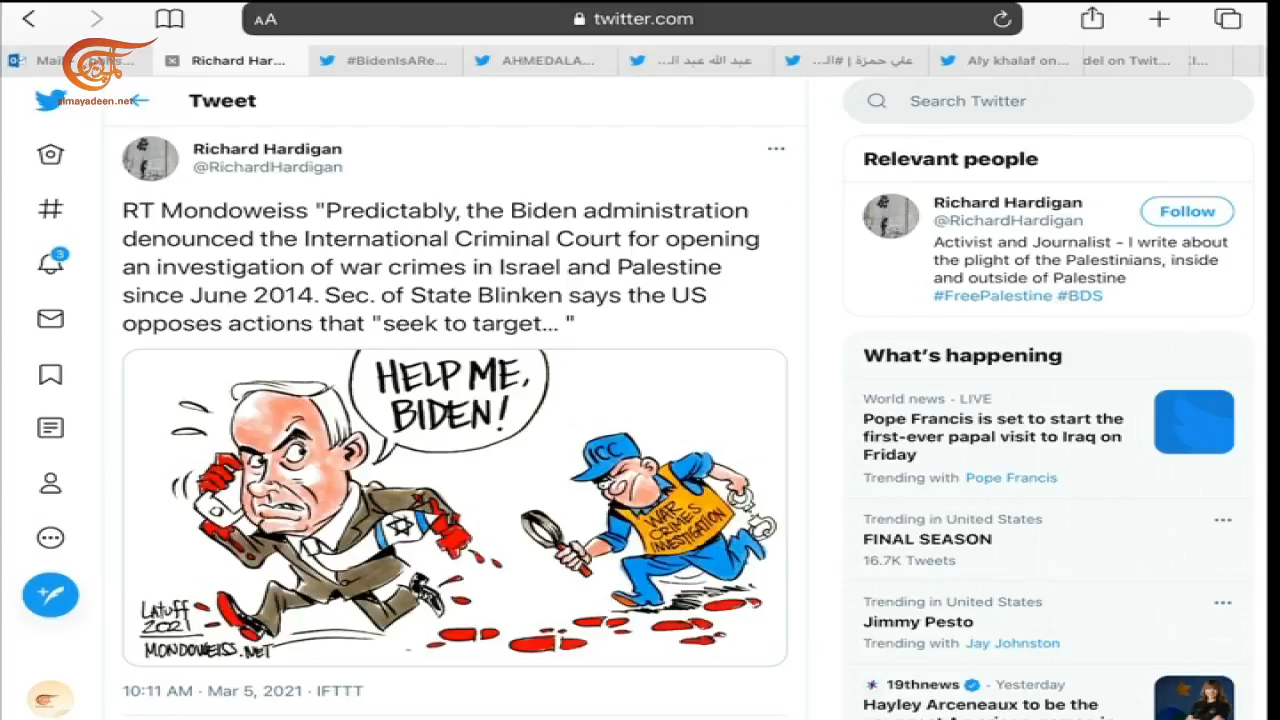 twitter.com
AA
Richard Har...
#BidenIsARe...
AHMEDALA...
عبد الله عبد ال...
علي حمزة | #ال...
Aly khalaf on...
del on Twit...
almayadeen.net
Tweet
Search Twitter
Richard Hardigan
@RichardHardigan
RT Mondoweiss "Predictably, the Biden administration
denounced the International Criminal Court for opening
an investigation of war crimes in Israel and Palestine
since June 2014. Sec. of State Blinken says the US
opposes actions that "seek to target... "
HELP ME,
BIDEN!
ICC
WAR
CRIMES
INVESTIGATION
LATUFF
2021
MONDOWEISS.NET
10:11 AM · Mar 5, 2021 · IFTTT
3
Relevant people
Richard Hardigan
@RichardHardigan
Follow
Activist and Journalist - I write about
the plight of the Palestinians, inside
and outside of Palestine
#FreePalestine #BDS
What's happening
World news · LIVE
Pope Francis is set to start the
first-ever papal visit to Iraq on
Friday
Trending with Pope Francis
Trending in United States
FINAL SEASON
16.7K Tweets
Trending in United States
Jimmy Pesto
Trending with Jay Johnston
19thnews · Yesterday
Hayley Arceneaux to be the